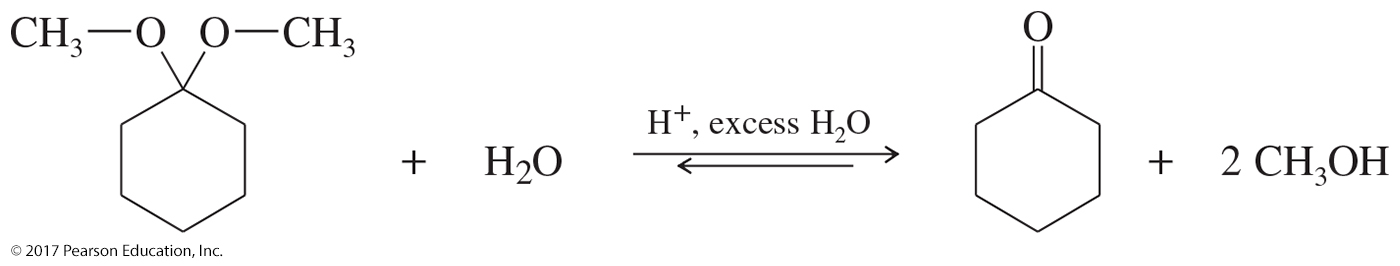 CH₃—O O—CH₃
O
H⁺, excess H₂O
+ H₂O + 2 CH₃OH
© 2017 Pearson Education, Inc.